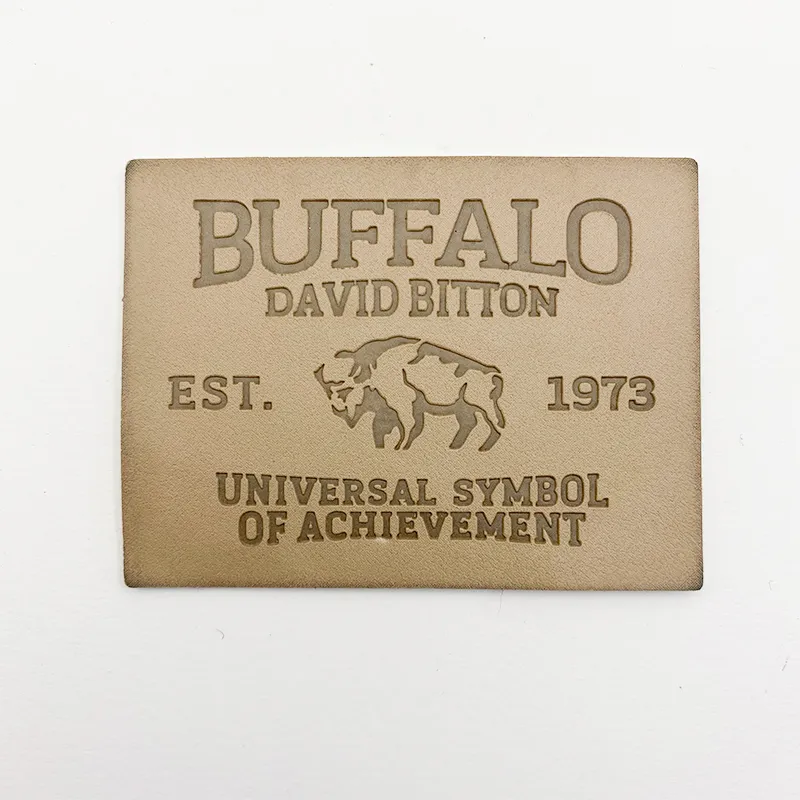 BUFFALO
DAVID BITTON
EST. 1973
UNIVERSAL SYMBOL
OF ACHIEVEMENT